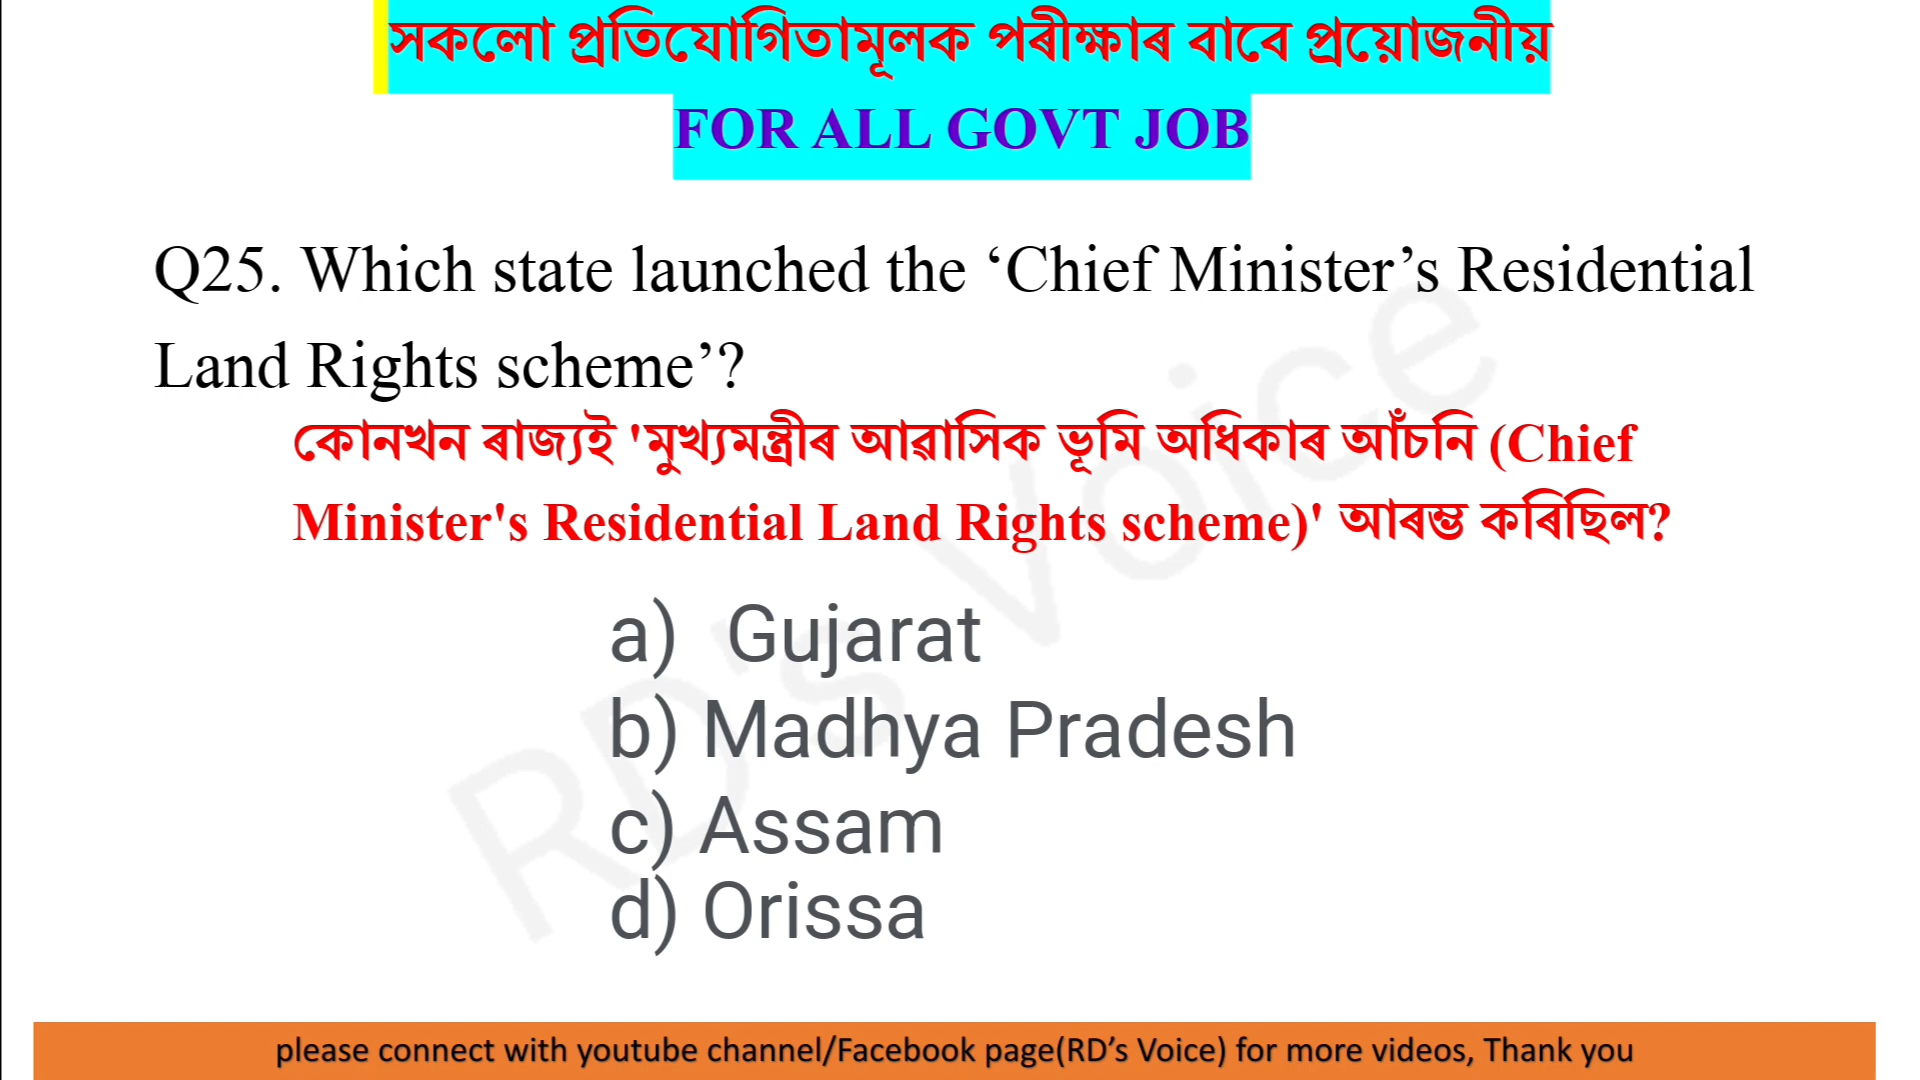 সকলো প্ৰতিযোগিতামূলক পৰীক্ষাৰ বাবে প্ৰয়োজনীয়
FOR ALL GOVT JOB
Q25. Which state launched the ‘Chief Minister’s Residential
Land Rights scheme’?
কোনখন ৰাজ্যই 'মুখ্যমন্ত্ৰীৰ আৱাসিক ভূমি অধিকাৰ আঁচনি (Chief
Minister's Residential Land Rights scheme)' আৰম্ভ কৰিছিল?
a) Gujarat
b) Madhya Pradesh
c) Assam
d) Orissa
RD's Voice
please connect with youtube channel/Facebook page(RD’s Voice) for more videos, Thank you